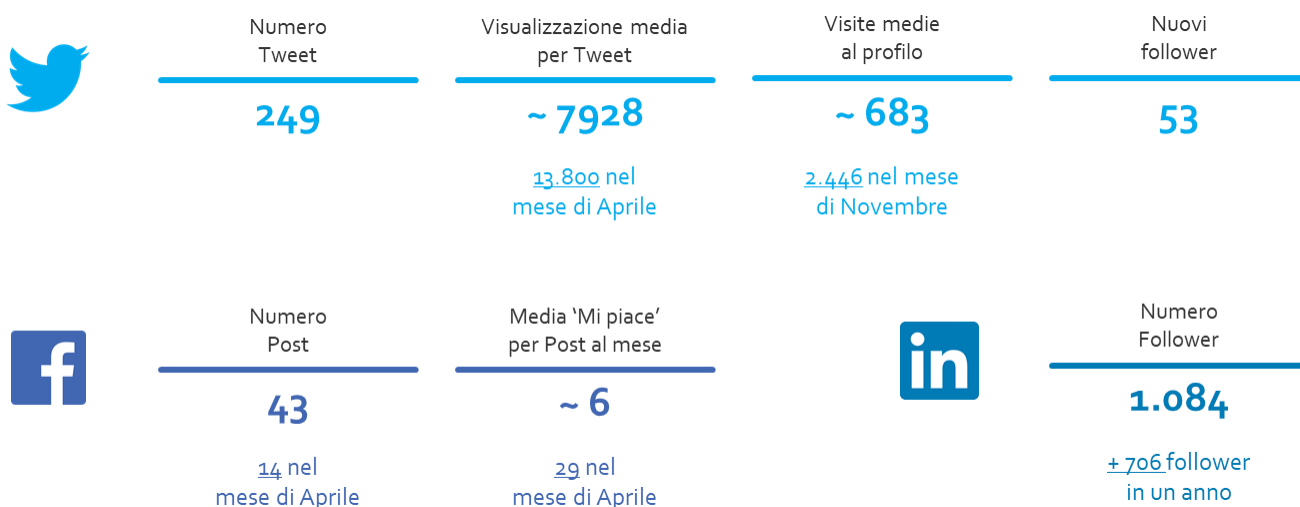 Numero
Tweet
249
Visualizzazione media
per Tweet
~ 7928
13.800 nel
mese di Aprile
Visite medie
al profilo
~ 683
2.446 nel mese
di Novembre
Nuovi
follower
53
f
Numero
Post
43
14 nel
mese di Aprile
Media ‘Mi piace’
per Post al mese
~ 6
29 nel
mese di Aprile
in
Numero
Follower
1.084
+ 706 follower
in un anno